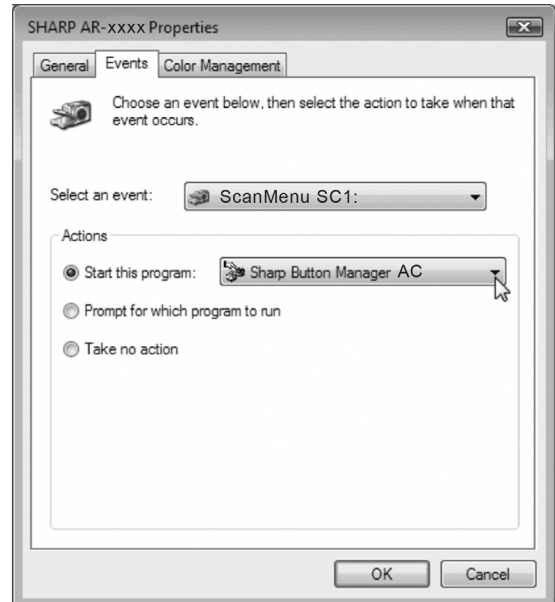 SHARP AR-xxxx Properties
General Events Color Management
Choose an event below, then select the action to take when that
event occurs.
Select an event: ScanMenu SC1:
Actions
Start this program: Sharp Button Manager AC
Prompt for which program to run
Take no action
OK Cancel